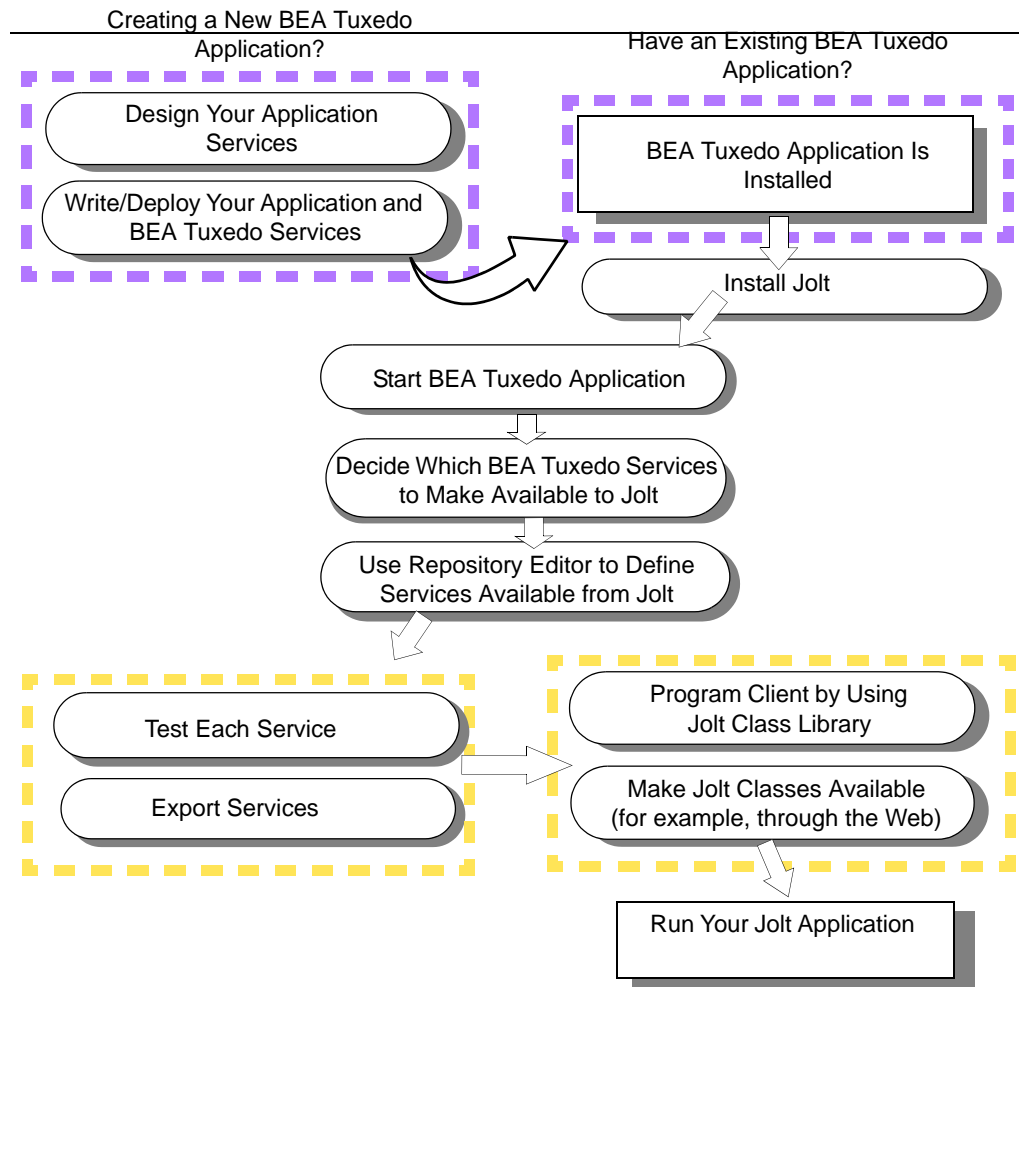 Creating a New BEA Tuxedo
Application?
Have an Existing BEA Tuxedo
Application?
Design Your Application
Services
Write/Deploy Your Application and
BEA Tuxedo Services
BEA Tuxedo Application Is
Installed
Install Jolt
Start BEA Tuxedo Application
Decide Which BEA Tuxedo Services
to Make Available to Jolt
Use Repository Editor to Define
Services Available from Jolt
Test Each Service
Export Services
Program Client by Using
Jolt Class Library
Make Jolt Classes Available
(for example, through the Web)
Run Your Jolt Application